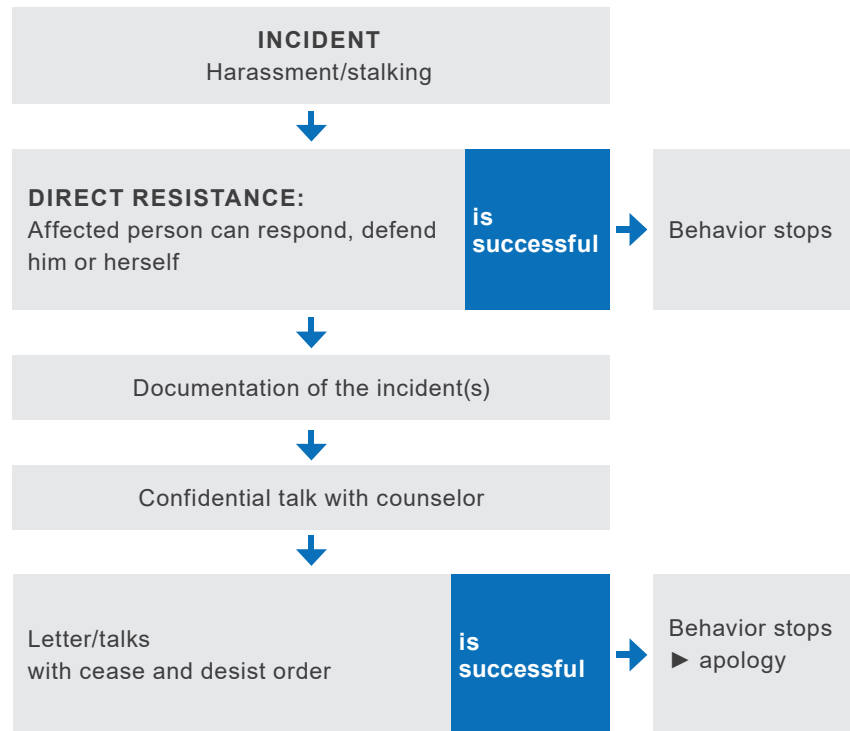 INCIDENT
Harassment/stalking
DIRECT RESISTANCE:
Affected person can respond, defend
him or herself
is
successful
Behavior stops
Documentation of the incident(s)
Confidential talk with counselor
Letter/talks
with cease and desist order
is
successful
Behavior stops
► apology